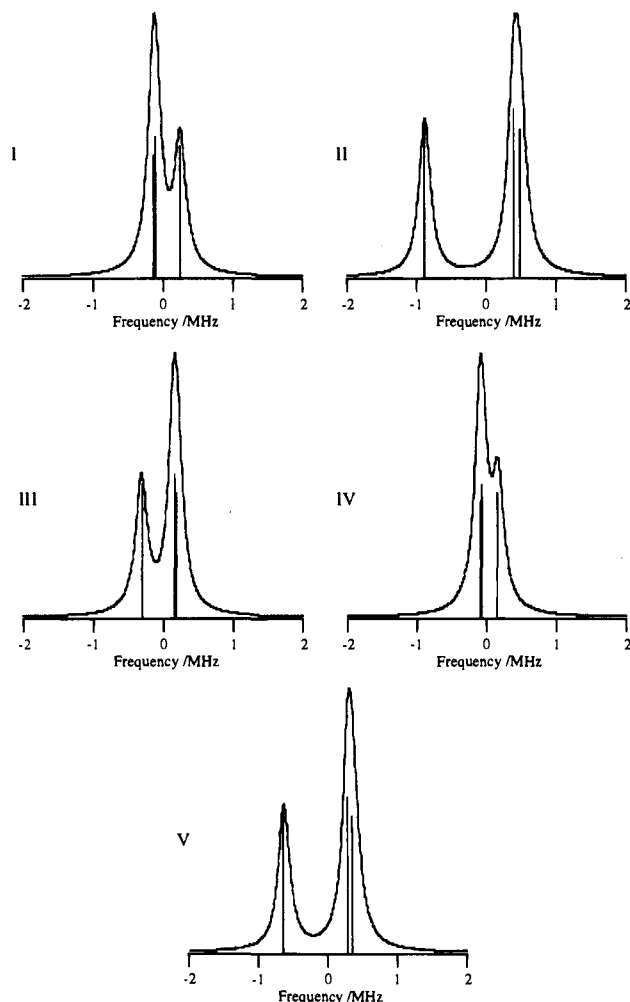 I
II
-2 -1 0 1 2
Frequency /MHz
-2 -1 0 1 2
Frequency /MHz
III
IV
-2 -1 0 1 2
Frequency /MHz
-2 -1 0 1 2
Frequency /MHz
V
-2 -1 0 1 2
Frequency /MHz